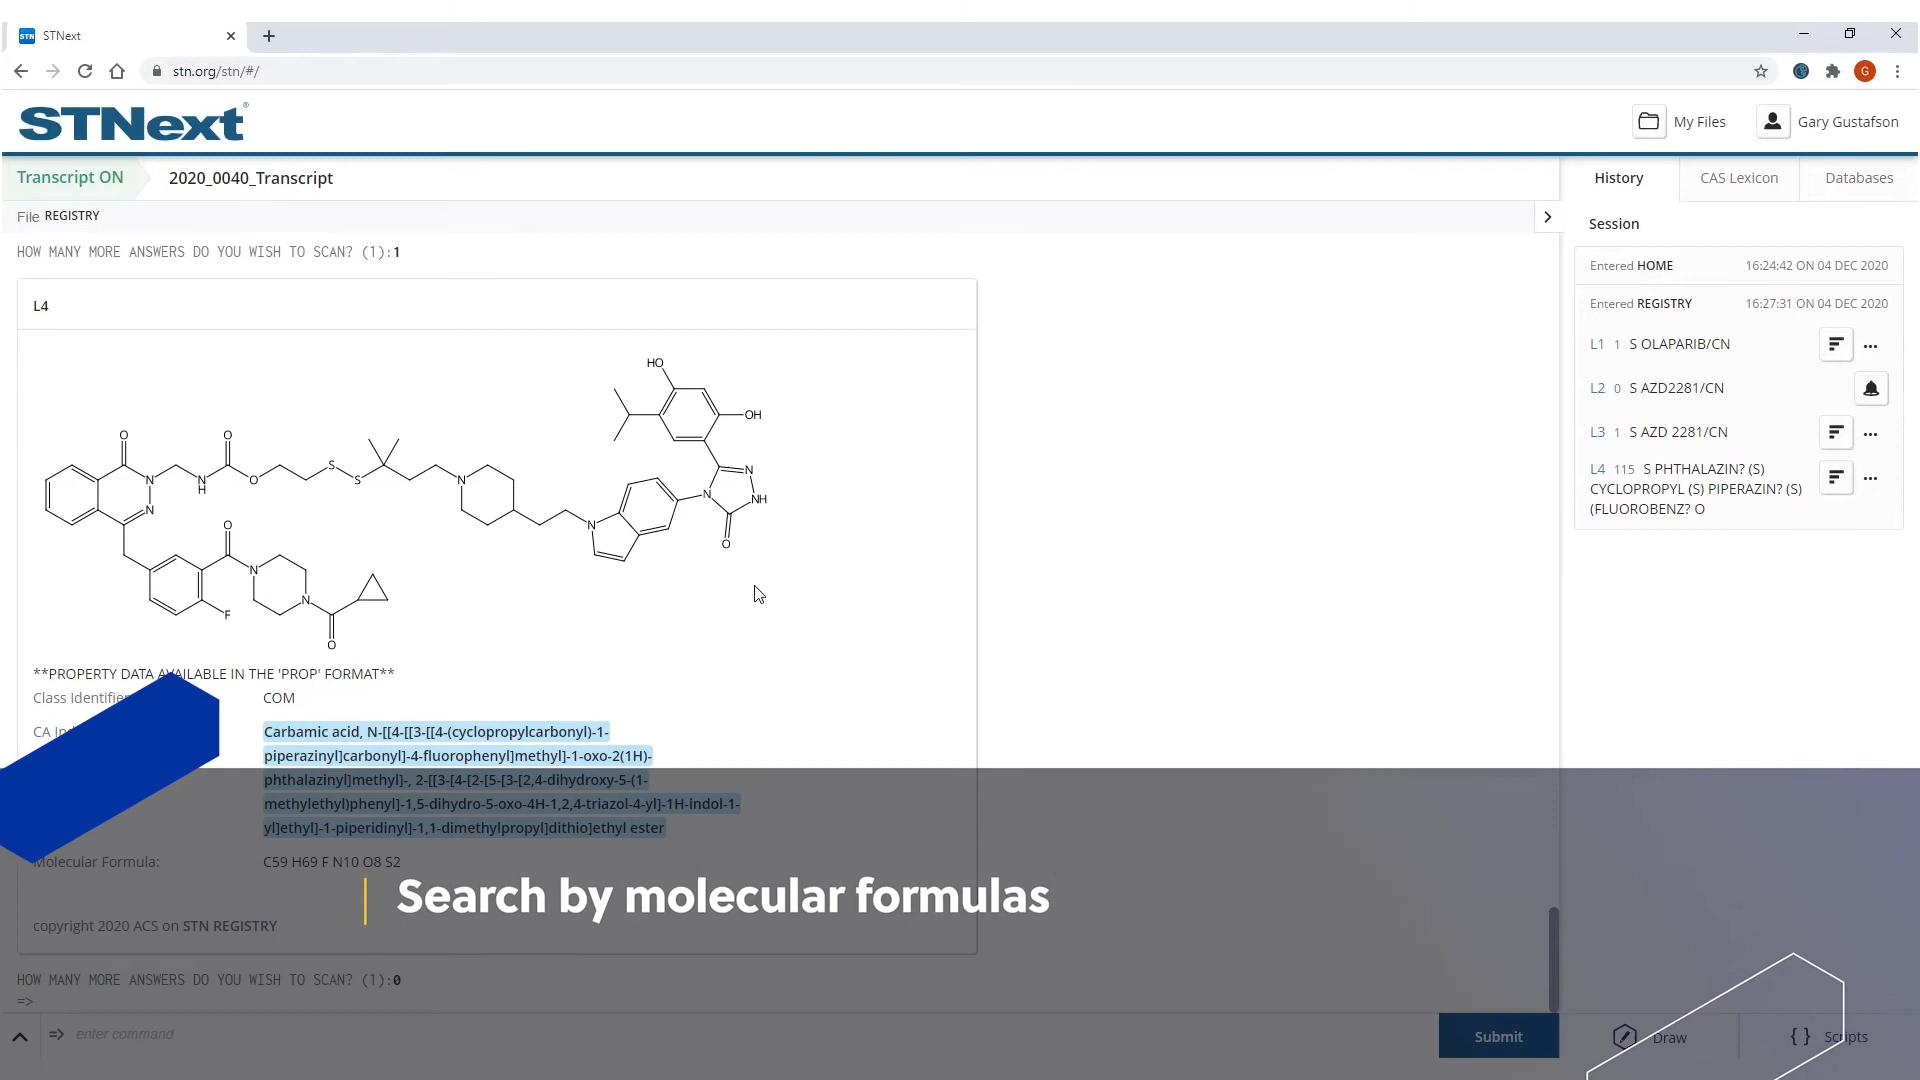 STN STNext
stn.org/stn/#/
G
STNext®
My Files
Gary Gustafson
Transcript ON
2020_0040_Transcript
History
CAS Lexicon
Databases
File REGISTRY
Session
HOW MANY MORE ANSWERS DO YOU WISH TO SCAN? (1):1
Entered HOME 16:24:42 ON 04 DEC 2020
Entered REGISTRY 16:27:31 ON 04 DEC 2020
L1 1 S OLAPARIB/CN
L2 0 S AZD2281/CN
L3 1 S AZD 2281/CN
L4 115 S PHTHALAZIN? (S)
CYCLOPROPYL (S) PIPERAZIN? (S)
(FLUOROBENZ? O
L4
HO
OH
O
O
S
N
N
N
H
O
S
N
N
NH
N
N
O
O
N
O
N
F
O
**PROPERTY DATA AVAILABLE IN THE 'PROP' FORMAT**
Class Identifier COM
CA In
Carbamic acid, N-[[4-[[3-[[4-(cyclopropylcarbonyl)-1-
piperazinyl]carbonyl]-4-fluorophenyl]methyl]-1-oxo-2(1H)-
phthalazinyl]methyl]-, 2-[[3-[4-[2-[5-[3-[2,4-dihydroxy-5-(1-
methylethyl)phenyl]-1,5-dihydro-5-oxo-4H-1,2,4-triazol-4-yl]-1H-indol-1-
yl]ethyl]-1-piperidinyl]-1,1-dimethylpropyl]dithio]ethyl ester
Molecular Formula: C59 H69 F N10 O8 S2
Search by molecular formulas
copyright 2020 ACS on STN REGISTRY
HOW MANY MORE ANSWERS DO YOU WISH TO SCAN? (1):0
=>
=> enter command
Submit
Draw
{ } Scripts